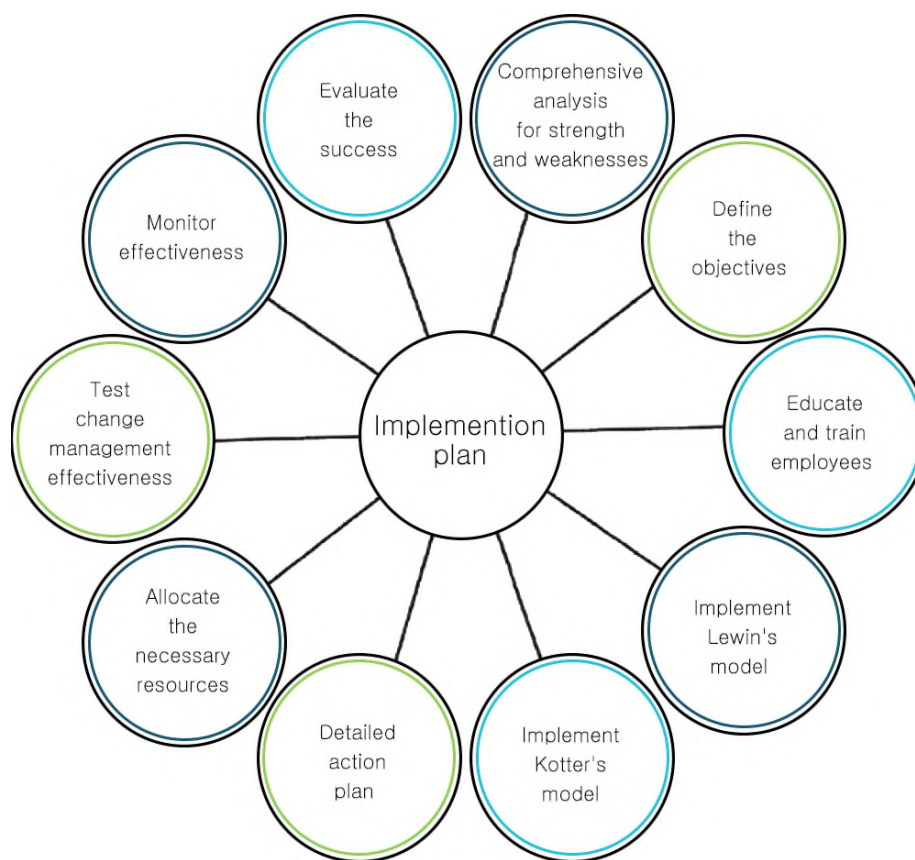 Implemention
plan
Comprehensive
analysis
for strength
and weaknesses
Define
the
objectives
Educate
and train
employees
Implement
Lewin's
model
Implement
Kotter's
model
Detailed
action
plan
Allocate
the
necessary
resources
Test
change
management
effectiveness
Monitor
effectiveness
Evaluate
the
success